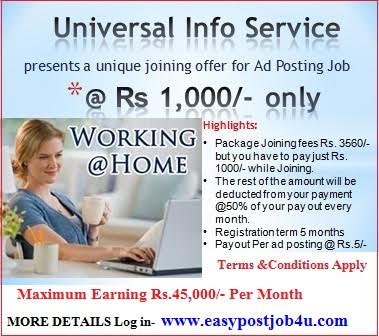 Universal Info Service
presents a unique joining offer for Ad Posting Job
*@ Rs 1,000/- only
WORKING
@HOME
Highlights:
• Package Joining fees Rs. 3560/-
but you have to pay just Rs.
1000/- while Joining.
• The rest of the amount will be
deducted from your payment
@50% of your pay out every
month.
• Registration term 5 months
• Payout Per ad posting @ Rs.5/-
Terms &Conditions Apply
Maximum Earning Rs.45,000/- Per Month
MORE DETAILS Log in- www.easypostjob4u.com